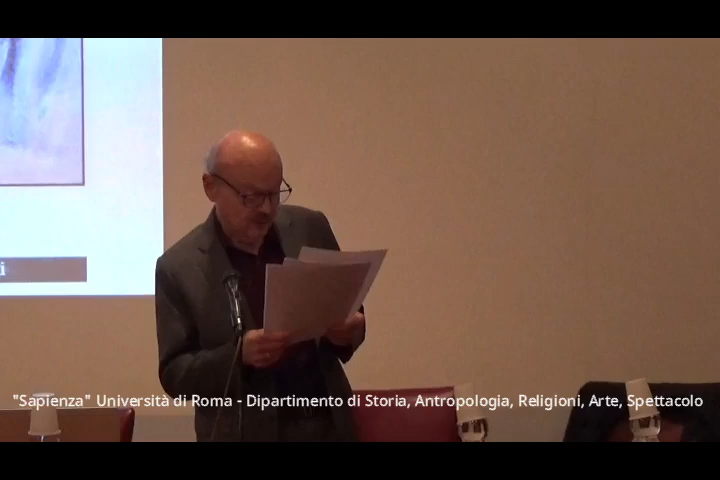 "Sapienza" Università di Roma - Dipartimento di Storia, Antropologia, Religioni, Arte, Spettacolo